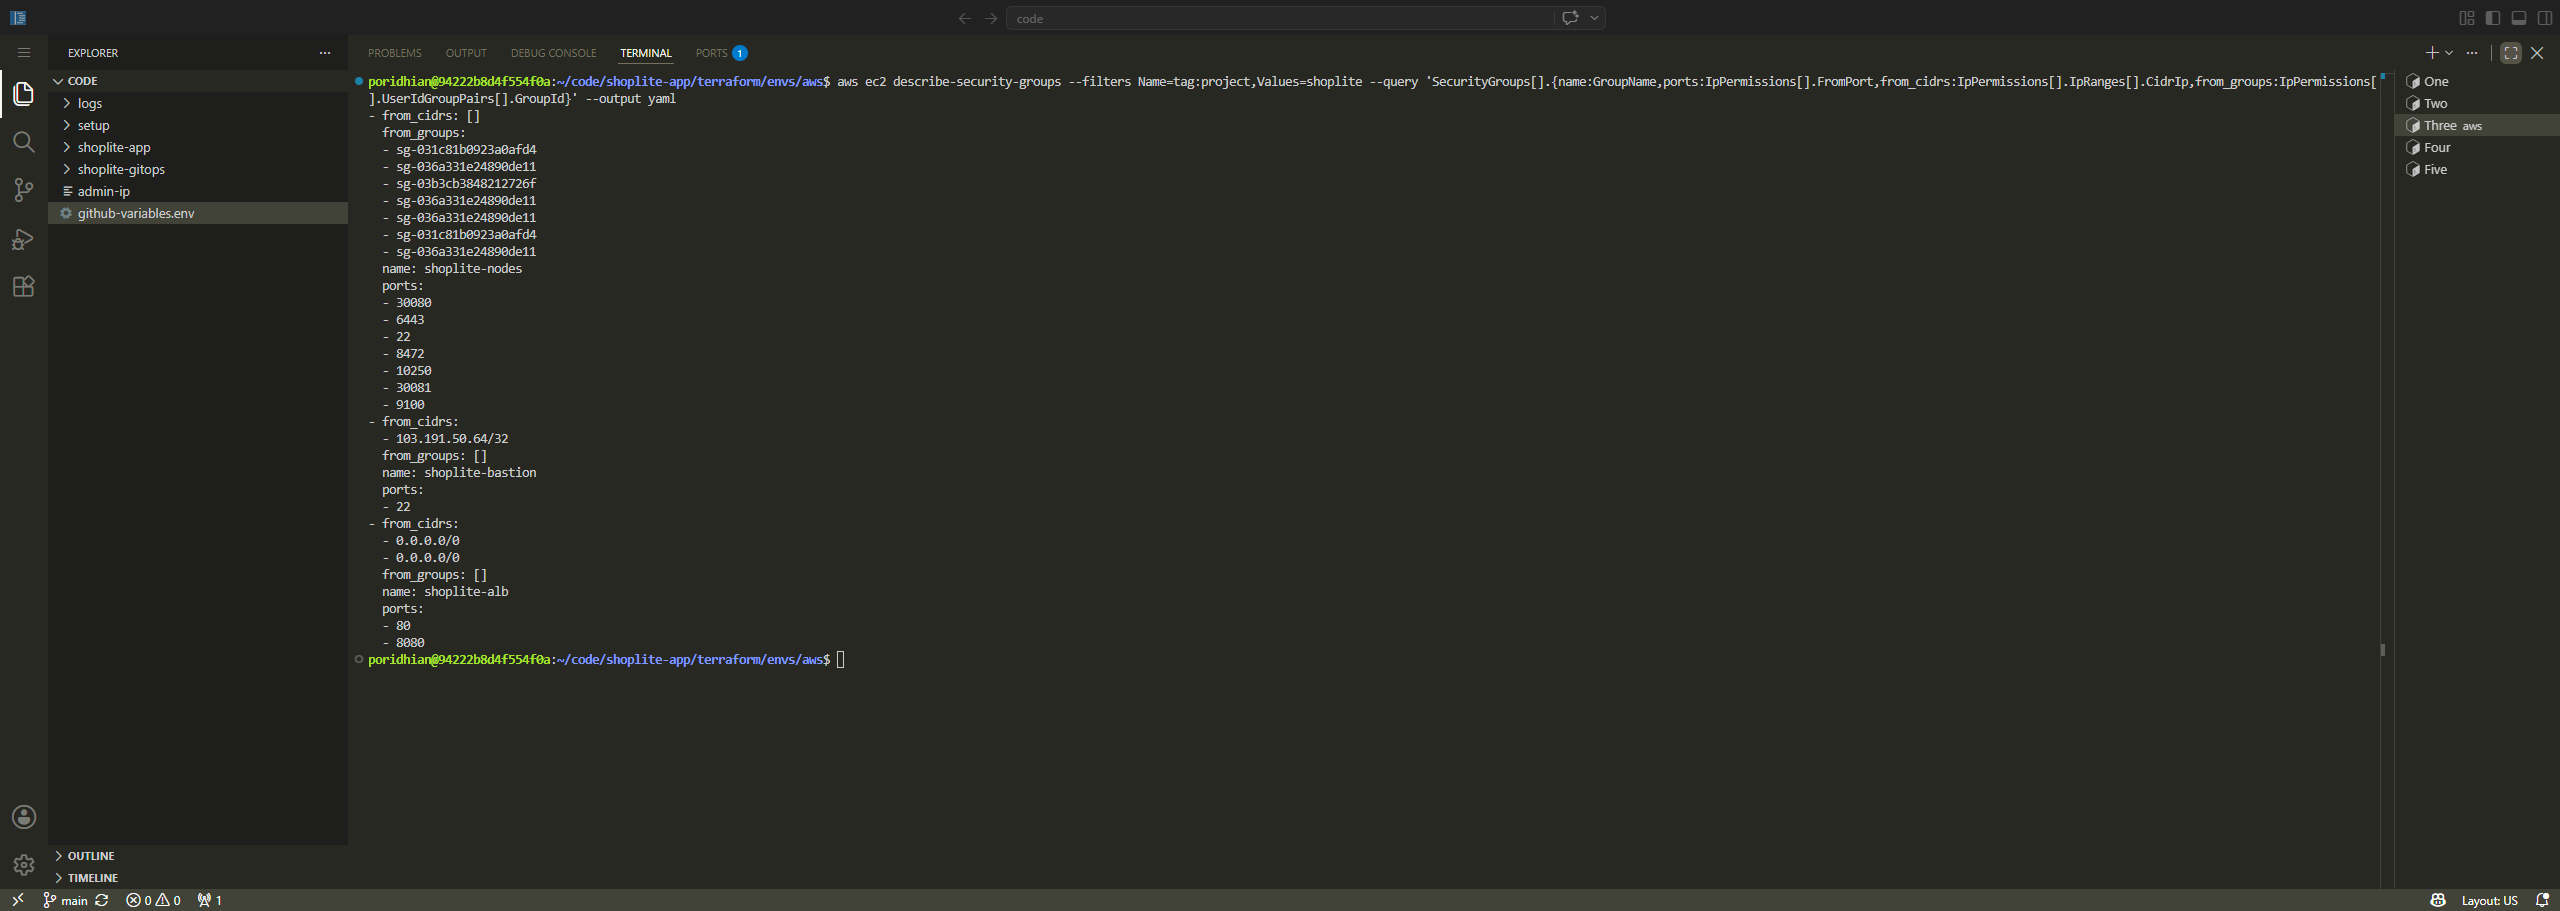 code
EXPLORER
PROBLEMS OUTPUT DEBUG CONSOLE TERMINAL PORTS 1
CODE
logs
setup
shoplite-app
shoplite-gitops
admin-ip
github-variables.env
poridhian@94222b8d4f554f0a:~/code/shoplite-app/terraform/envs/aws$ aws ec2 describe-security-groups --filters Name=tag:project,Values=shoplite --query 'SecurityGroups[].{name:GroupName,ports:IpPermissions[].FromPort,from_cidrs:IpPermissions[].IpRanges[].CidrIp,from_groups:IpPermissions[
].UserIdGroupPairs[].GroupId}' --output yaml
- from_cidrs: []
from_groups:
- sg-031c81b0923a0afd4
- sg-036a331e24890de11
- sg-03b3cb3848212726f
- sg-036a331e24890de11
- sg-036a331e24890de11
- sg-031c81b0923a0afd4
- sg-036a331e24890de11
name: shoplite-nodes
ports:
- 30080
- 6443
- 22
- 8472
- 10250
- 30081
- 9100
- from_cidrs:
- 103.191.50.64/32
from_groups: []
name: shoplite-bastion
ports:
- 22
- from_cidrs:
- 0.0.0.0/0
- 0.0.0.0/0
from_groups: []
name: shoplite-alb
ports:
- 80
- 8080
poridhian@94222b8d4f554f0a:~/code/shoplite-app/terraform/envs/aws$
One
Two
Three aws
Four
Five
OUTLINE
TIMELINE
main 0 0 1 Layout: US